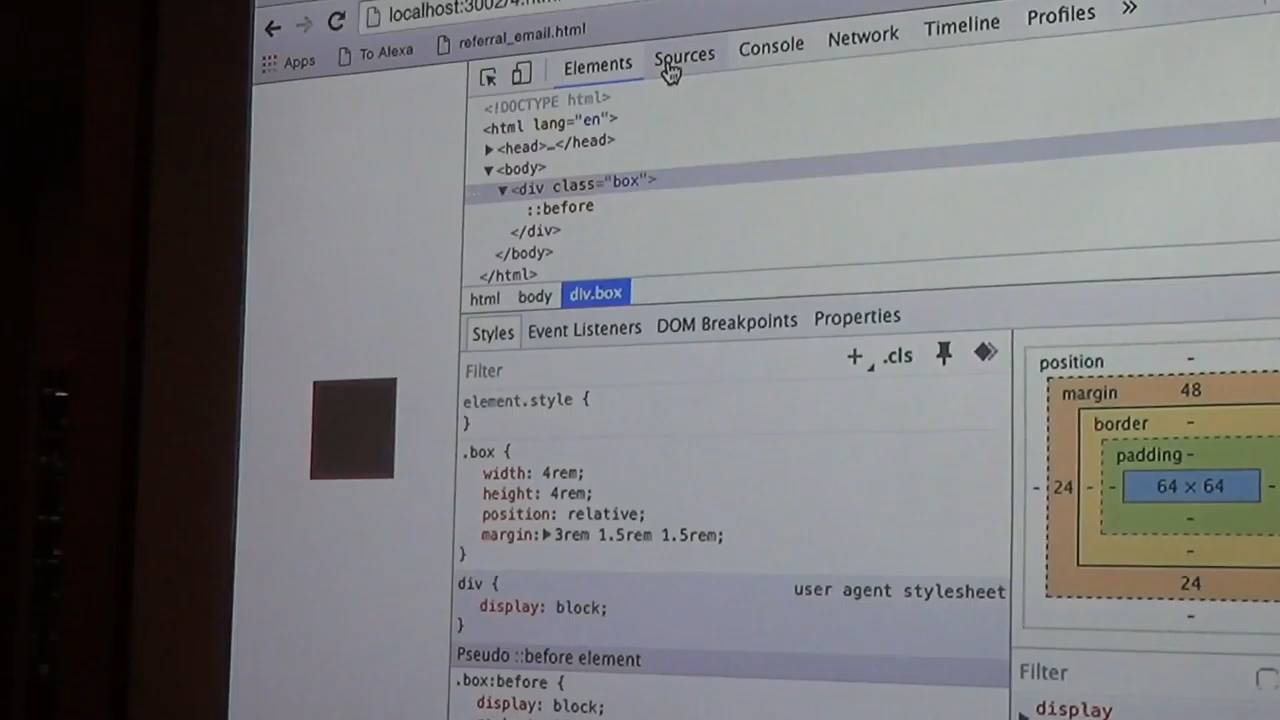 localhost:3002/4.htm
Apps To Alexa referral_email.html
Elements Sources Console Network Timeline Profiles »
<!DOCTYPE html>
<html lang="en">
▶<head>…</head>
▼<body>
▼<div class="box">
::before
</div>
</body>
</html>
html body div.box
Styles Event Listeners DOM Breakpoints Properties
Filter + .cls
element.style {
}
.box {
width: 4rem;
height: 4rem;
position: relative;
margin:▶3rem 1.5rem 1.5rem;
}
div { user agent stylesheet
display: block;
}
Pseudo ::before element
.box:before {
display: block;
position -
margin 48
border -
padding -
- 24 - - 64 × 64 -
-
-
24
-
Filter
▶ display